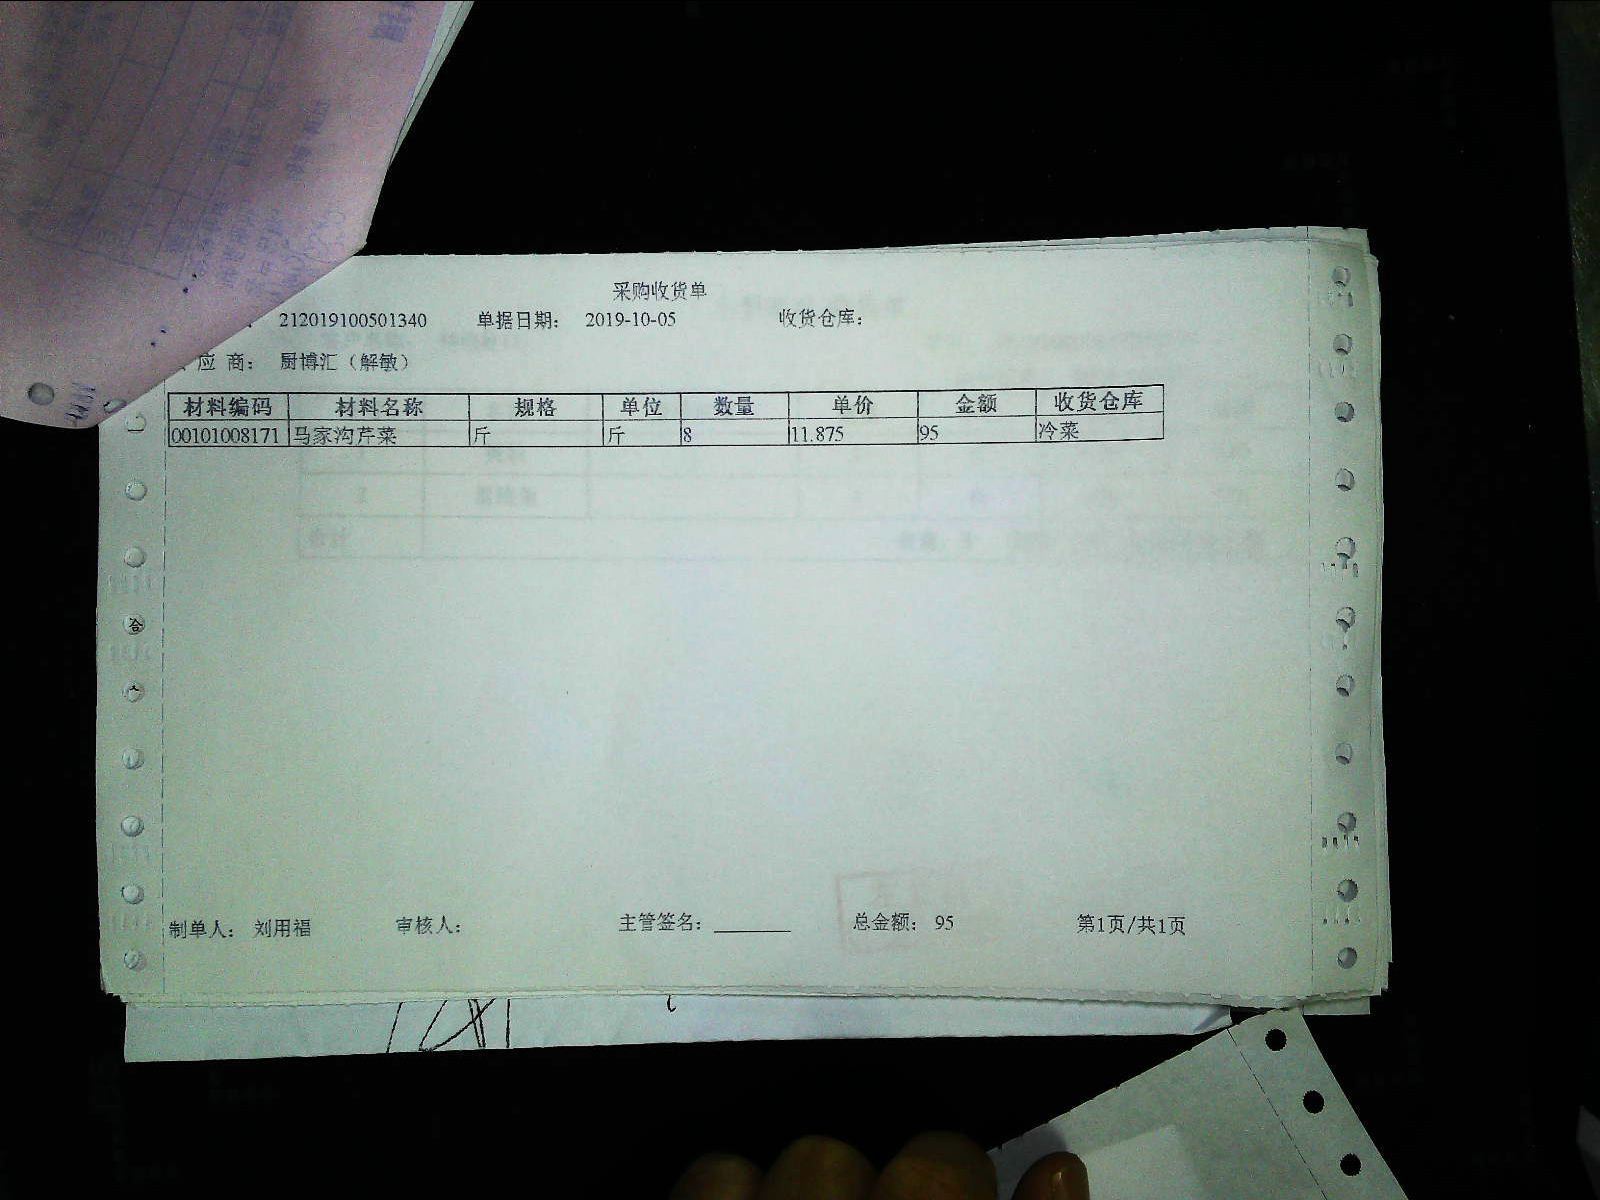 采购收货单
212019100501340 单据日期： 2019-10-05 收货仓库：
应 商： 厨博汇（解敏）
材料编码 材料名称 规格 单位 数量 单价 金额 收货仓库
00101008171 马家沟芹菜 斤 斤 8 11.875 95 冷菜
制单人： 刘用福 审核人： 主管签名： 总金额： 95 第1页/共1页